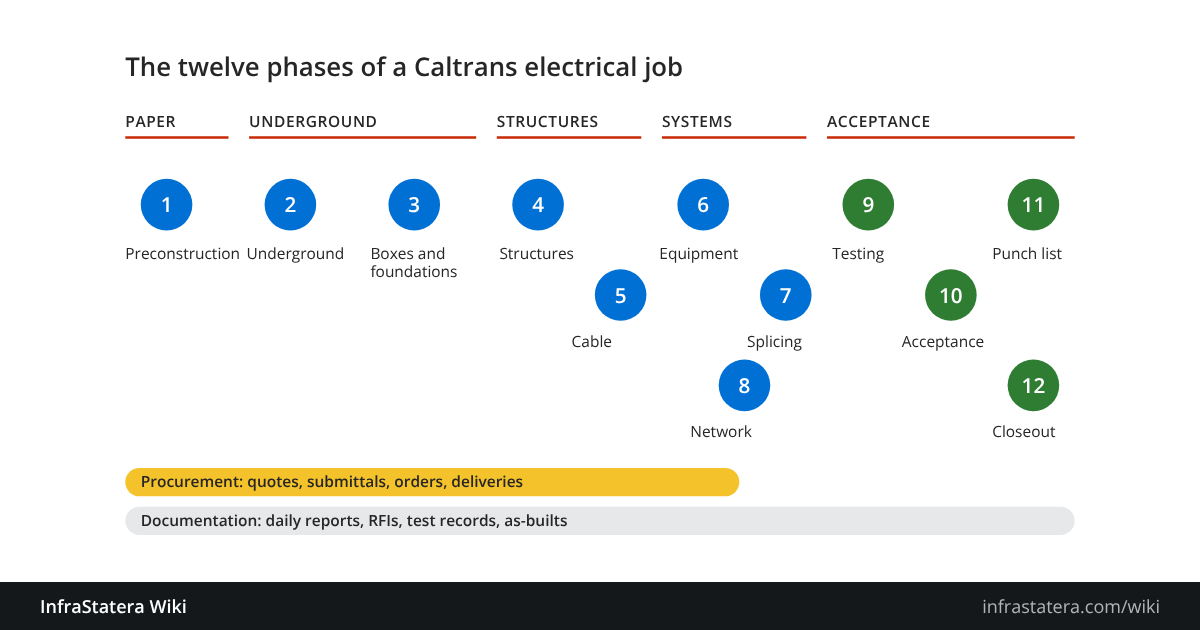 The twelve phases of a Caltrans electrical job
PAPER
UNDERGROUND
STRUCTURES
SYSTEMS
ACCEPTANCE
1
2
3
4
6
9
11
Preconstruction
Underground
Boxes and
foundations
Structures
Equipment
Testing
Punch list
5
7
10
Cable
Splicing
Acceptance
8
12
Network
Closeout
Procurement: quotes, submittals, orders, deliveries
Documentation: daily reports, RFIs, test records, as-builts
InfraStatera Wiki
infrastatera.com/wiki